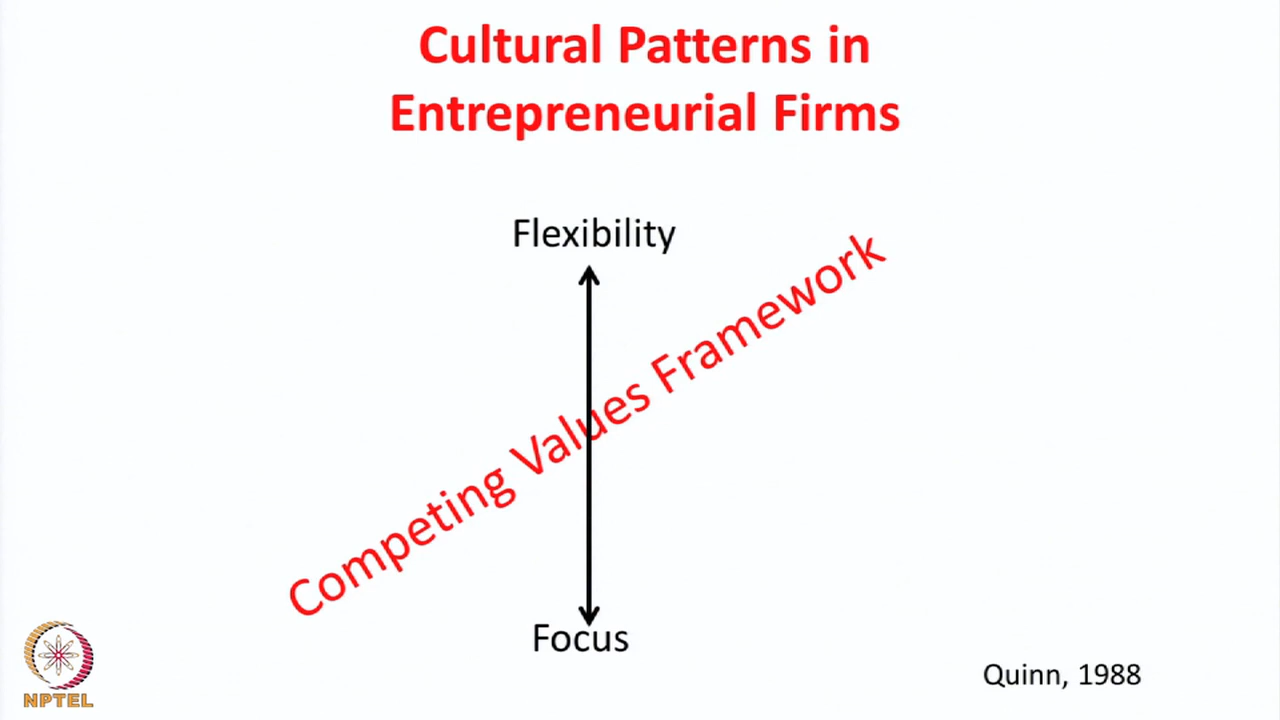 Cultural Patterns in
Entrepreneurial Firms
Flexibility
Competing Values Framework
Focus
Quinn, 1988
NPTEL